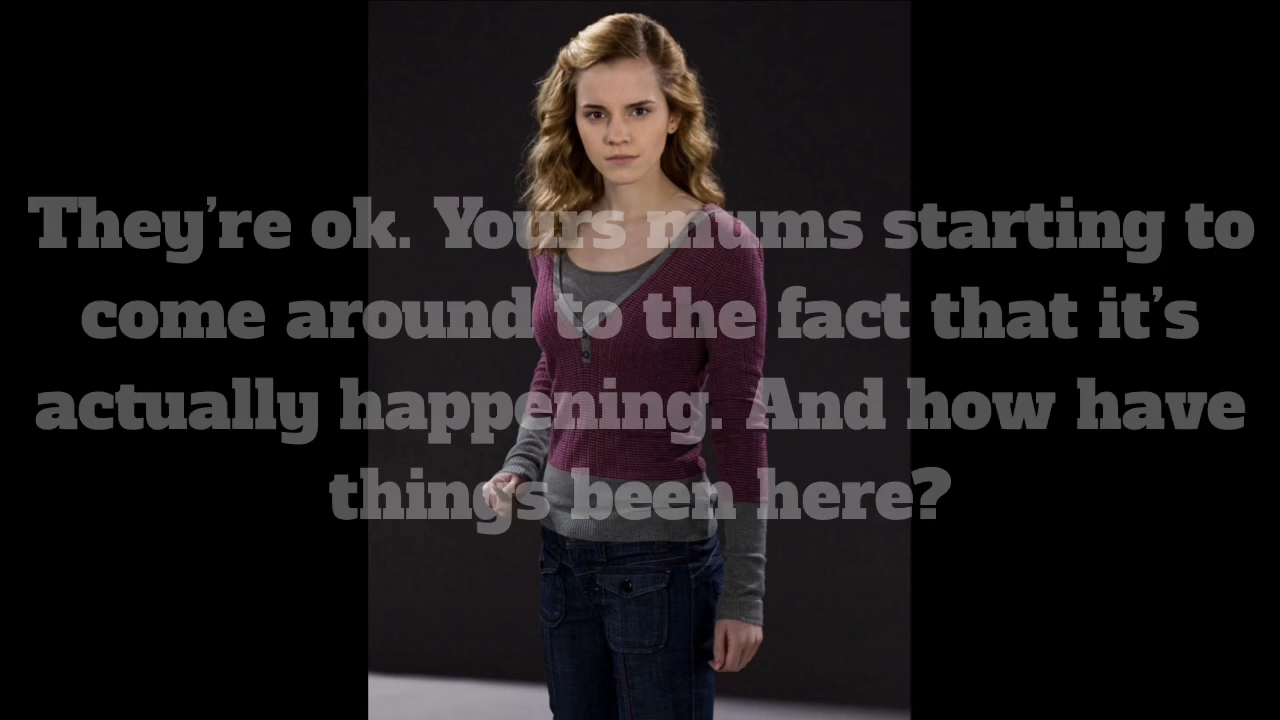 They’re ok. Yours mums starting to
come around to the fact that it’s
actually happening. And how have
things been here?